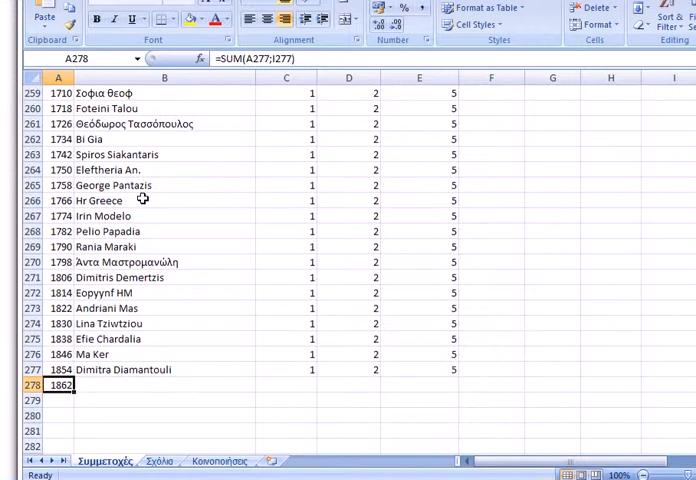 Paste B I U A Format as Table Delete Sort &
Cell Styles Format
Clipboard Font Alignment Number Styles Cells
A278 fx =SUM(A277;I277)
A B C D E F G H I
259 1710 Σοφια θεοφ 1 2 5
260 1718 Foteini Talou 1 2 5
261 1726 Θεόδωρος Τασσόπουλος 1 2 5
262 1734 Bi Gia 1 2 5
263 1742 Spiros Siakantaris 1 2 5
264 1750 Eleftheria An. 1 2 5
265 1758 George Pantazis 1 2 5
266 1766 Hr Greece 1 2 5
267 1774 Irin Modelo 1 2 5
268 1782 Pelio Papadia 1 2 5
269 1790 Rania Maraki 1 2 5
270 1798 Άντα Μαστρομανώλη 1 2 5
271 1806 Dimitris Demertzis 1 2 5
272 1814 Eopyynf HM 1 2 5
273 1822 Andriani Mas 1 2 5
274 1830 Lina Tziwtziou 1 2 5
275 1838 Efie Chardalia 1 2 5
276 1846 Ma Ker 1 2 5
277 1854 Dimitra Diamantouli 1 2 5
278 1862
279
280
281
282
Συμμετοχές Σχόλια Κοινοποιήσεις
Ready 100%